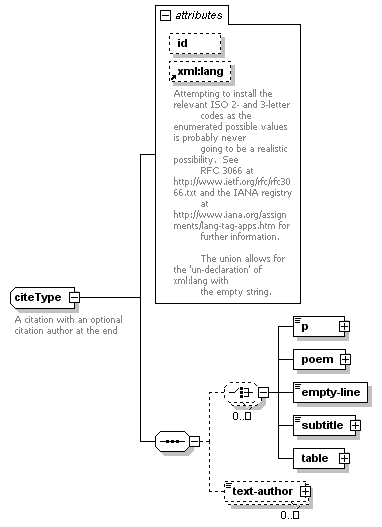 attributes
id
xml:lang
Attempting to install the
relevant ISO 2- and 3-letter
codes as the
enumerated possible values
is probably never
going to be a realistic
possibility. See
RFC 3066 at
http://www.ietf.org/rfc/rfc30
66.txt and the IANA registry
at
http://www.iana.org/assign
ments/lang-tag-apps.htm for
further information.
The union allows for
the 'un-declaration' of
xml:lang with
the empty string.
citeType
A citation with an optional
citation author at the end
p
poem
empty-line
0..
subtitle
table
text-author
0..